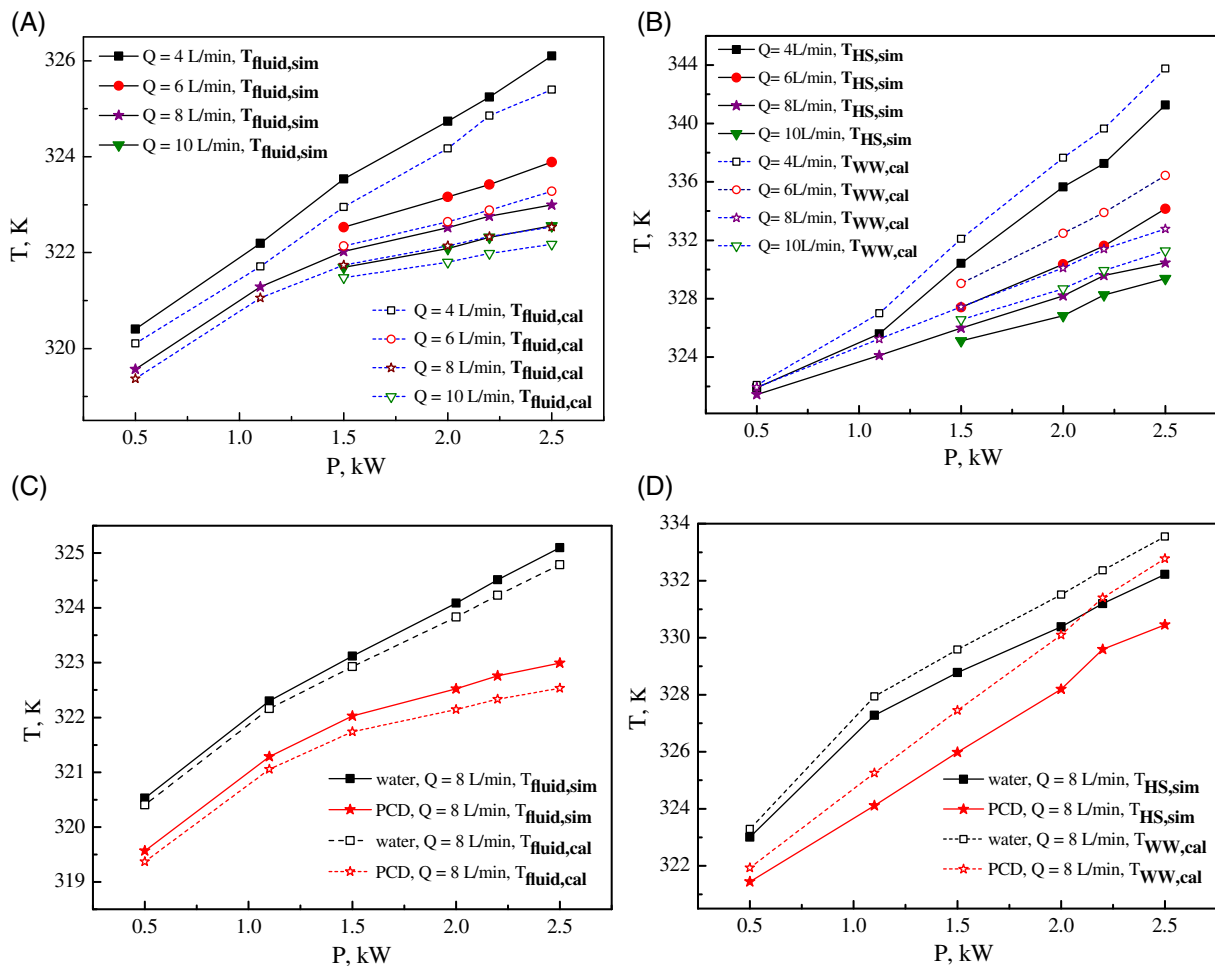 (A)
Q = 4 L/min, Tfluid,sim
Q = 6 L/min, Tfluid,sim
Q = 8 L/min, Tfluid,sim
Q = 10 L/min, Tfluid,sim
326
324
322
320
T, K
Q = 4 L/min, Tfluid,cal
Q = 6 L/min, Tfluid,cal
Q = 8 L/min, Tfluid,cal
Q = 10 L/min, Tfluid,cal
0.5 1.0 1.5 2.0 2.5
P, kW
(B)
Q= 4L/min, THS,sim
Q= 6L/min, THS,sim
Q= 8L/min, THS,sim
Q= 10L/min, THS,sim
Q= 4L/min, TWW,cal
Q= 6L/min, TWW,cal
Q= 8L/min, TWW,cal
Q= 10L/min, TWW,cal
344
340
336
332
328
324
T, K
0.5 1.0 1.5 2.0 2.5
P, kW
(C)
325
324
323
322
321
320
319
T, K
water, Q = 8 L/min, Tfluid,sim
PCD, Q = 8 L/min, Tfluid,sim
water, Q = 8 L/min, Tfluid,cal
PCD, Q = 8 L/min, Tfluid,cal
0.5 1.0 1.5 2.0 2.5
P, kW
(D)
334
332
330
328
326
324
322
320
T, K
water, Q = 8 L/min, THS,sim
PCD, Q = 8 L/min, THS,sim
water, Q = 8 L/min, TWW,cal
PCD, Q = 8 L/min, TWW,cal
0.5 1.0 1.5 2.0 2.5
P, kW